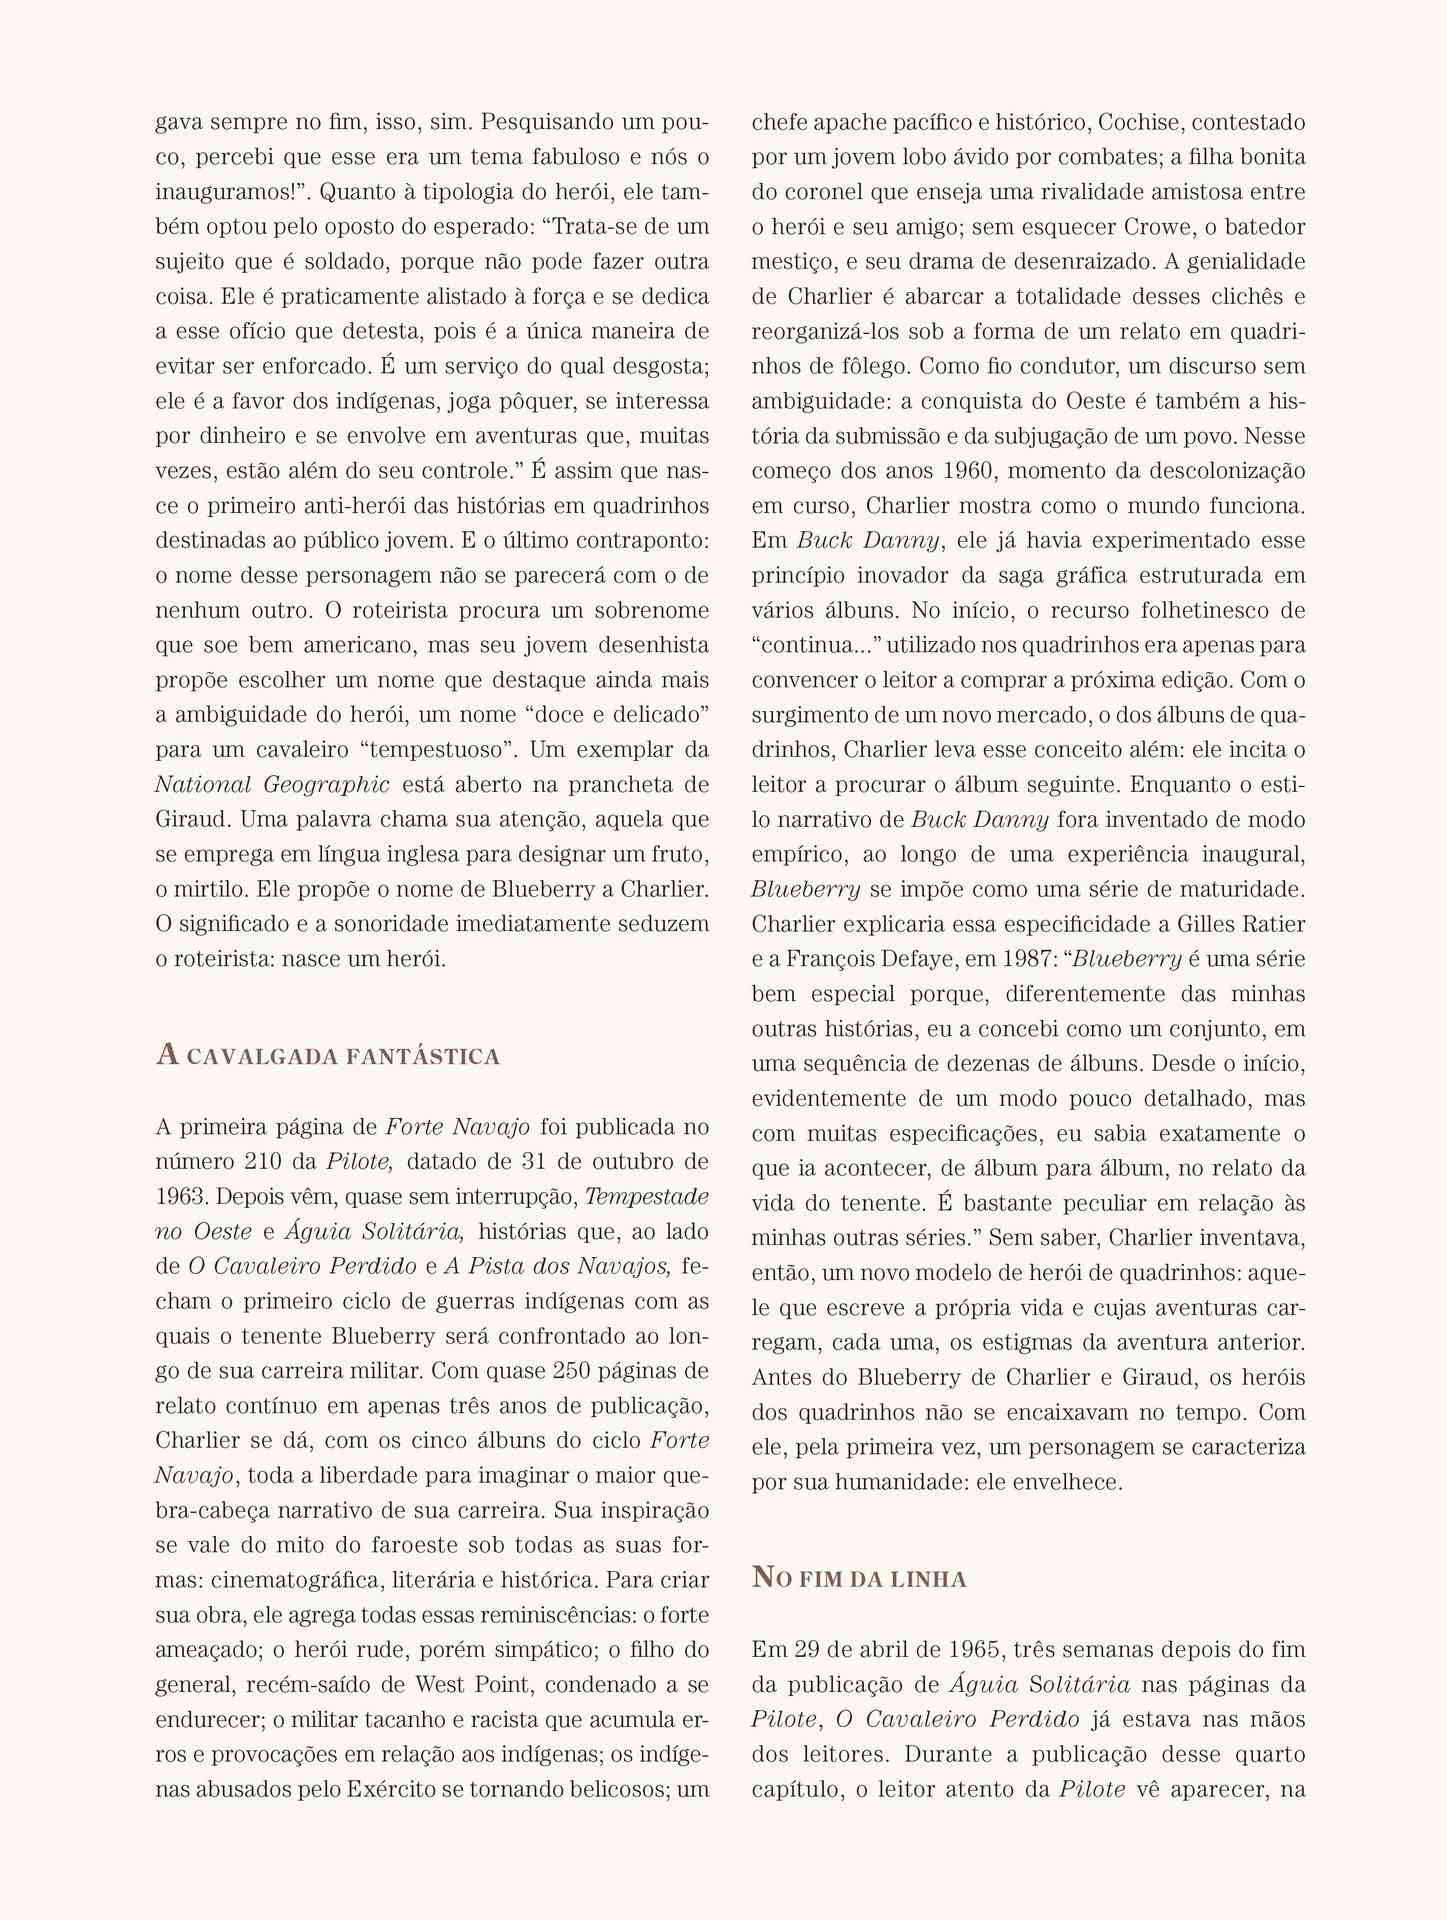 gava sempre no fim, isso, sim. Pesquisando um pou-
co, percebi que esse era um tema fabuloso e nós o
inauguramos!”. Quanto à tipologia do herói, ele tam-
bém optou pelo oposto do esperado: “Trata-se de um
sujeito que é soldado, porque não pode fazer outra
coisa. Ele é praticamente alistado à força e se dedica
a esse ofício que detesta, pois é a única maneira de
evitar ser enforcado. É um serviço do qual desgosta;
ele é a favor dos indígenas, joga pôquer, se interessa
por dinheiro e se envolve em aventuras que, muitas
vezes, estão além do seu controle.” É assim que nas-
ce o primeiro anti-herói das histórias em quadrinhos
destinadas ao público jovem. E o último contraponto:
o nome desse personagem não se parecerá com o de
nenhum outro. O roteirista procura um sobrenome
que soe bem americano, mas seu jovem desenhista
propõe escolher um nome que destaque ainda mais
a ambiguidade do herói, um nome “doce e delicado”
para um cavaleiro “tempestuoso”. Um exemplar da
National Geographic está aberto na prancheta de
Giraud. Uma palavra chama sua atenção, aquela que
se emprega em língua inglesa para designar um fruto,
o mirtilo. Ele propõe o nome de Blueberry a Charlier.
O significado e a sonoridade imediatamente seduzem
o roteirista: nasce um herói.
A CAVALGADA FANTÁSTICA
A primeira página de Forte Navajo foi publicada no
número 210 da Pilote, datado de 31 de outubro de
1963. Depois vêm, quase sem interrupção, Tempestade
no Oeste e Águia Solitária, histórias que, ao lado
de O Cavaleiro Perdido e A Pista dos Navajos, fe-
cham o primeiro ciclo de guerras indígenas com as
quais o tenente Blueberry será confrontado ao lon-
go de sua carreira militar. Com quase 250 páginas de
relato contínuo em apenas três anos de publicação,
Charlier se dá, com os cinco álbuns do ciclo Forte
Navajo, toda a liberdade para imaginar o maior que-
bra-cabeça narrativo de sua carreira. Sua inspiração
se vale do mito do faroeste sob todas as suas for-
mas: cinematográfica, literária e histórica. Para criar
sua obra, ele agrega todas essas reminiscências: o forte
ameaçado; o herói rude, porém simpático; o filho do
general, recém-saído de West Point, condenado a se
endurecer; o militar tacanho e racista que acumula er-
ros e provocações em relação aos indígenas; os indíge-
nas abusados pelo Exército se tornando belicosos; um
chefe apache pacífico e histórico, Cochise, contestado
por um jovem lobo ávido por combates; a filha bonita
do coronel que enseja uma rivalidade amistosa entre
o herói e seu amigo; sem esquecer Crowe, o batedor
mestiço, e seu drama de desenraizado. A genialidade
de Charlier é abarcar a totalidade desses clichês e
reorganizá-los sob a forma de um relato em quadri-
nhos de fôlego. Como fio condutor, um discurso sem
ambiguidade: a conquista do Oeste é também a his-
tória da submissão e da subjugação de um povo. Nesse
começo dos anos 1960, momento da descolonização
em curso, Charlier mostra como o mundo funciona.
Em Buck Danny, ele já havia experimentado esse
princípio inovador da saga gráfica estruturada em
vários álbuns. No início, o recurso folhetinesco de
“continua...” utilizado nos quadrinhos era apenas para
convencer o leitor a comprar a próxima edição. Com o
surgimento de um novo mercado, o dos álbuns de qua-
drinhos, Charlier leva esse conceito além: ele incita o
leitor a procurar o álbum seguinte. Enquanto o esti-
lo narrativo de Buck Danny fora inventado de modo
empírico, ao longo de uma experiência inaugural,
Blueberry se impõe como uma série de maturidade.
Charlier explicaria essa especificidade a Gilles Ratier
e a François Defaye, em 1987: “Blueberry é uma série
bem especial porque, diferentemente das minhas
outras histórias, eu a concebi como um conjunto, em
uma sequência de dezenas de álbuns. Desde o início,
evidentemente de um modo pouco detalhado, mas
com muitas especificações, eu sabia exatamente o
que ia acontecer, de álbum para álbum, no relato da
vida do tenente. É bastante peculiar em relação às
minhas outras séries.” Sem saber, Charlier inventava,
então, um novo modelo de herói de quadrinhos: aque-
le que escreve a própria vida e cujas aventuras car-
regam, cada uma, os estigmas da aventura anterior.
Antes do Blueberry de Charlier e Giraud, os heróis
dos quadrinhos não se encaixavam no tempo. Com
ele, pela primeira vez, um personagem se caracteriza
por sua humanidade: ele envelhece.
NO FIM DA LINHA
Em 29 de abril de 1965, três semanas depois do fim
da publicação de Águia Solitária nas páginas da
Pilote, O Cavaleiro Perdido já estava nas mãos
dos leitores. Durante a publicação desse quarto
capítulo, o leitor atento da Pilote vê aparecer, na